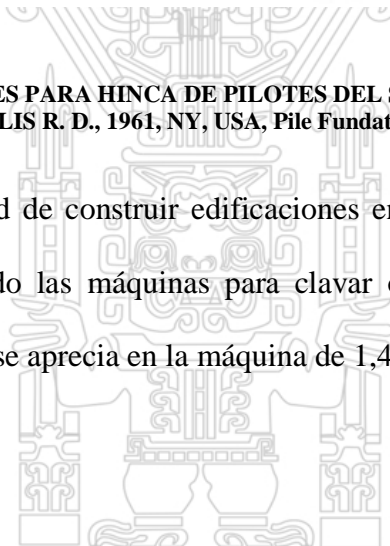 ES PARA HINCA DE PILOTES DEL
LIS R. D., 1961, NY, USA, Pile Fundat
d de construir edificaciones en
do las máquinas para clavar
se aprecia en la máquina de 1,4